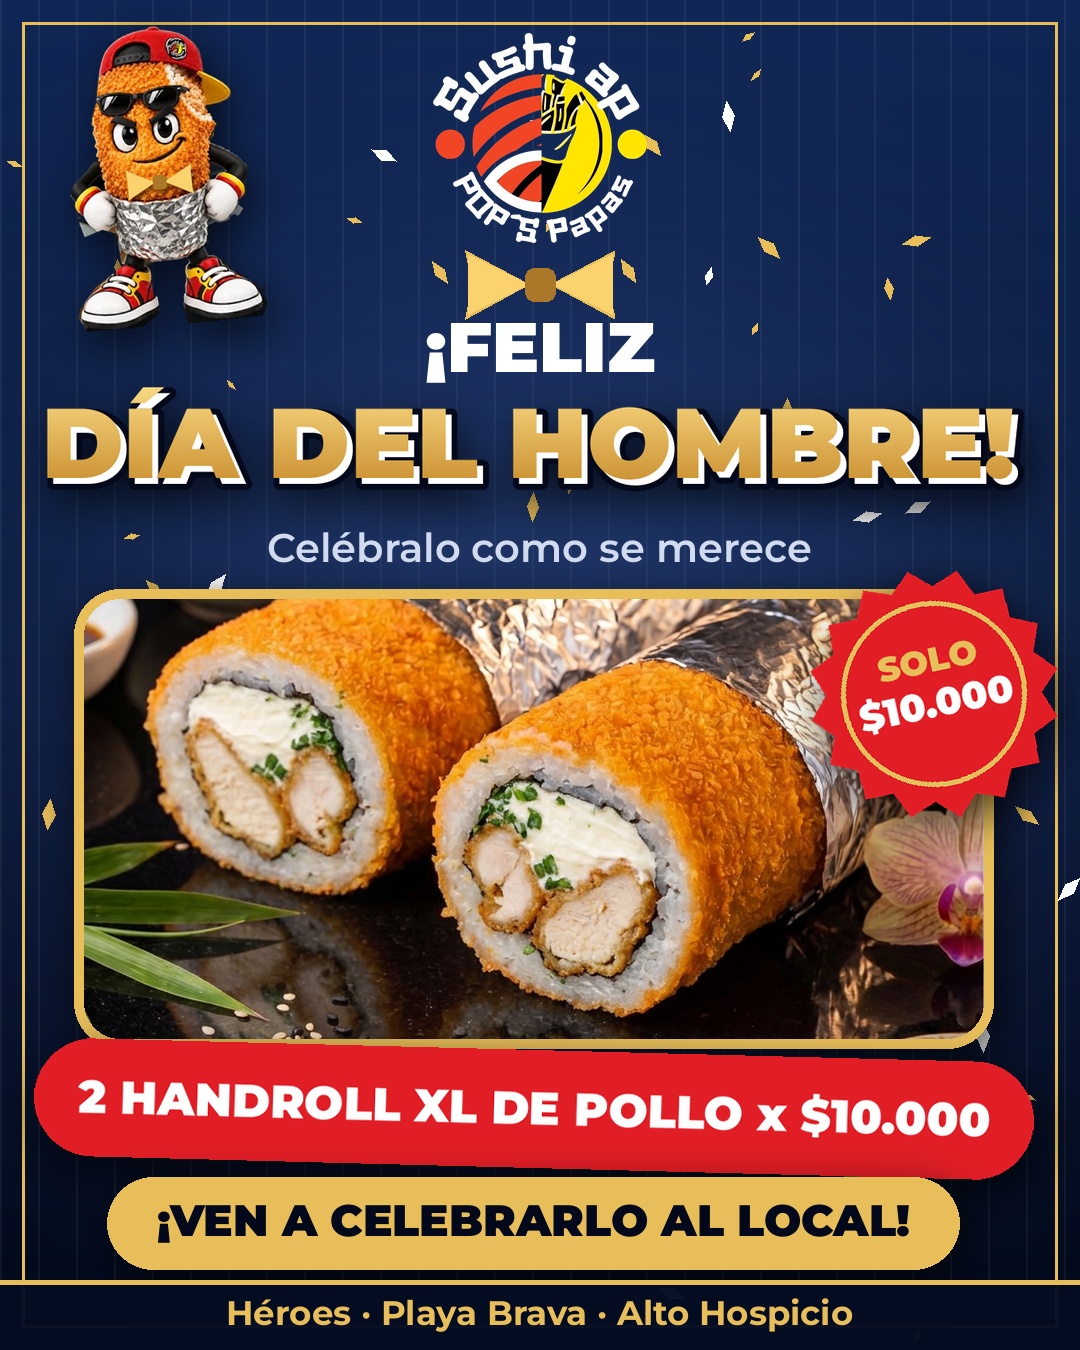 Sushi ap
POP'S Papas
¡FELIZ
DÍA DEL HOMBRE!
Celébralo como se merece
SOLO
$10.000
2 HANDROLL XL DE POLLO x $10.000
¡VEN A CELEBRARLO AL LOCAL!
Héroes · Playa Brava · Alto Hospicio